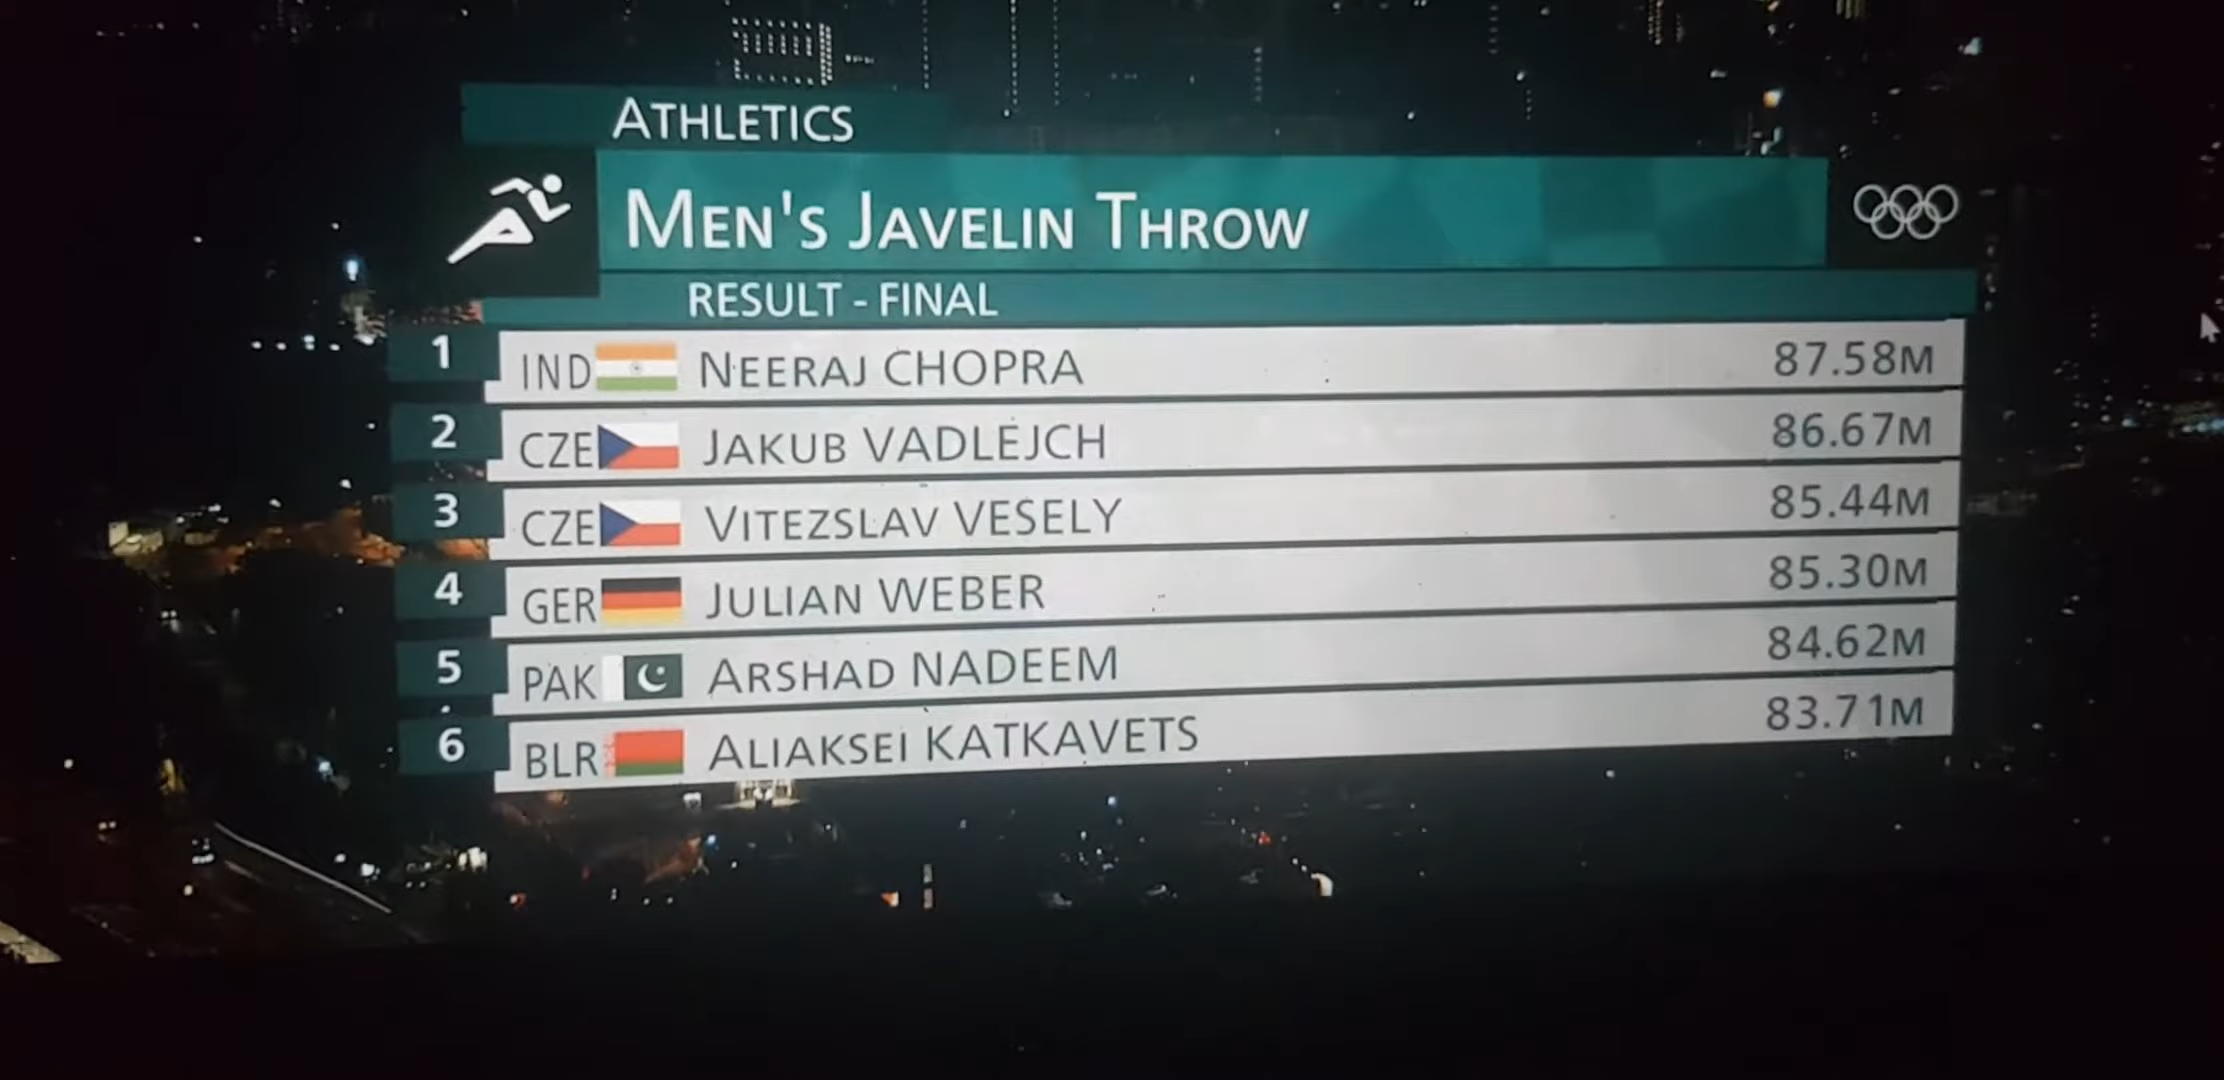 ATHLETICS
MEN'S JAVELIN THROW
RESULT - FINAL
1 IND NEERAJ CHOPRA 87.58M
2 CZE JAKUB VADLEJCH 86.67M
3 CZE VITEZSLAV VESELY 85.44M
4 GER JULIAN WEBER 85.30M
5 PAK ARSHAD NADEEM 84.62M
6 BLR ALIAKSEI KATKAVETS 83.71M